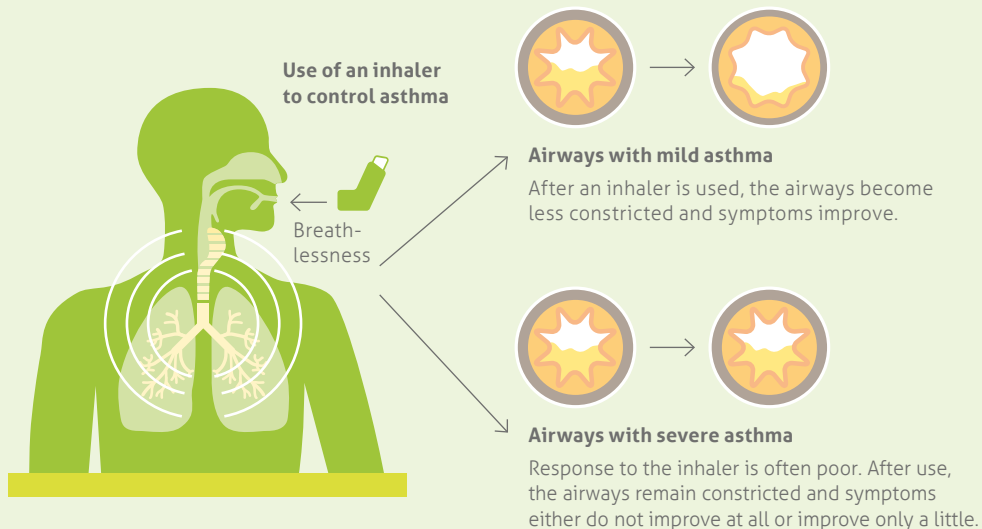 Use of an inhaler
to control asthma
Breath-
lessness
Airways with mild asthma
After an inhaler is used, the airways become
less constricted and symptoms improve.
Airways with severe asthma
Response to the inhaler is often poor. After use,
the airways remain constricted and symptoms
either do not improve at all or improve only a little.